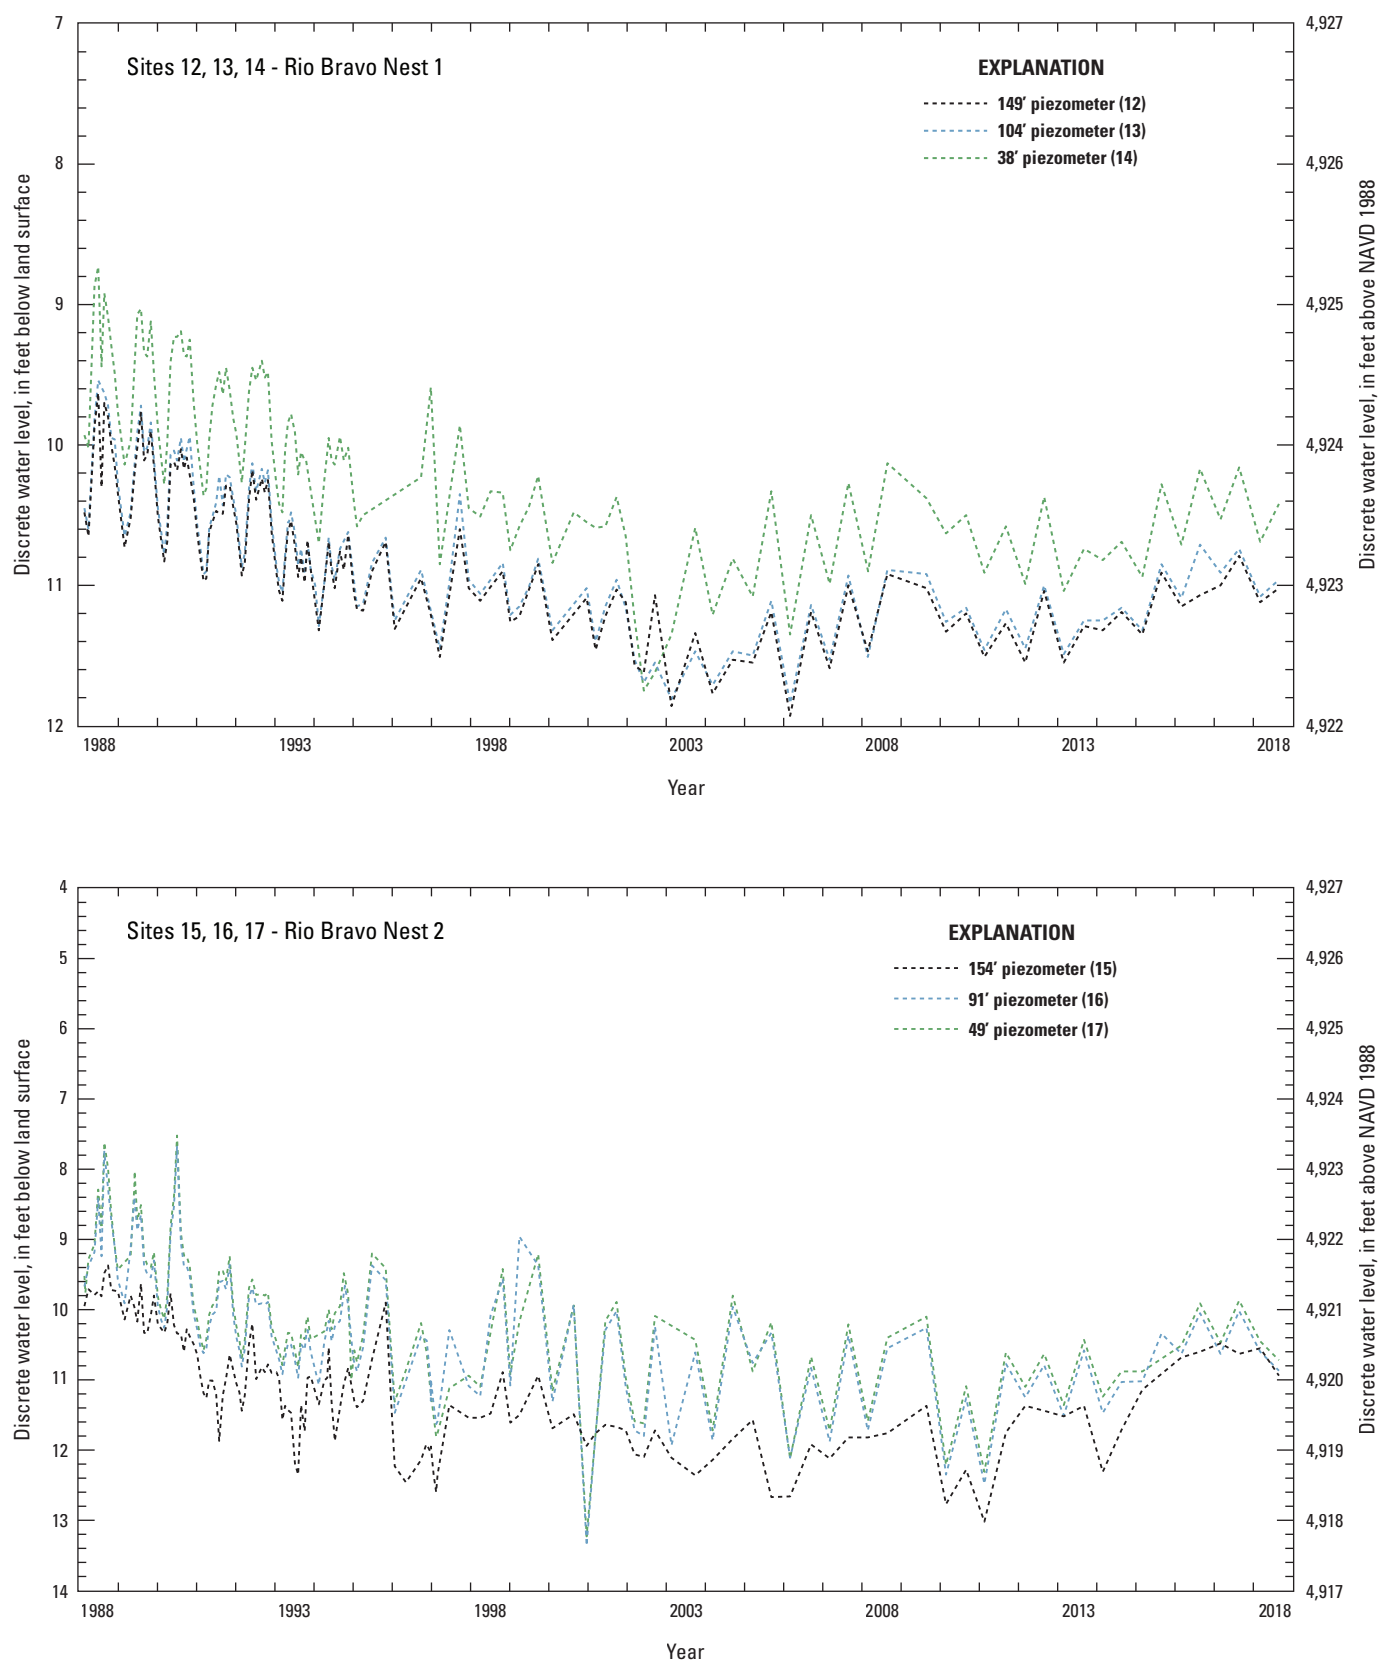 Sites 12, 13, 14 - Rio Bravo Nest 1
EXPLANATION
149′ piezometer (12)
104′ piezometer (13)
38′ piezometer (14)
Discrete water level, in feet below land surface
7
8
9
10
11
12
Discrete water level, in feet above NAVD 1988
4,927
4,926
4,925
4,924
4,923
4,922
1988 1993 1998 2003 2008 2013 2018
Year
Sites 15, 16, 17 - Rio Bravo Nest 2
EXPLANATION
154′ piezometer (15)
91′ piezometer (16)
49′ piezometer (17)
Discrete water level, in feet below land surface
4
5
6
7
8
9
10
11
12
13
14
Discrete water level, in feet above NAVD 1988
4,927
4,926
4,925
4,924
4,923
4,922
4,921
4,920
4,919
4,918
4,917
1988 1993 1998 2003 2008 2013 2018
Year